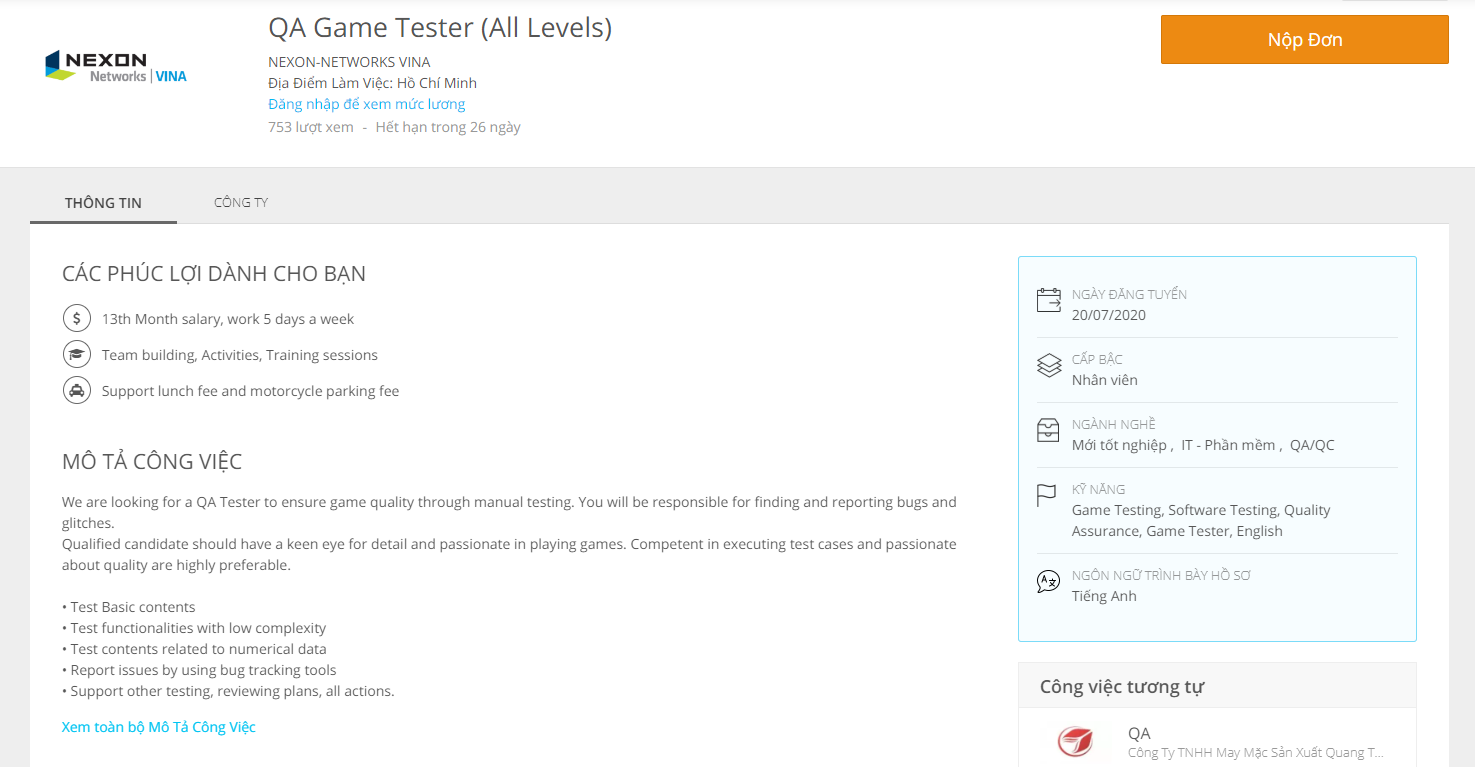 NEXON
Networks | VINA
QA Game Tester (All Levels)
NEXON-NETWORKS VINA
Địa Điểm Làm Việc: Hồ Chí Minh
Đăng nhập để xem mức lương
753 lượt xem - Hết hạn trong 26 ngày
Nộp Đơn
THÔNG TIN
CÔNG TY
CÁC PHÚC LỢI DÀNH CHO BẠN
$ 13th Month salary, work 5 days a week
Team building, Activities, Training sessions
Support lunch fee and motorcycle parking fee
MÔ TẢ CÔNG VIỆC
We are looking for a QA Tester to ensure game quality through manual testing. You will be responsible for finding and reporting bugs and
glitches.
Qualified candidate should have a keen eye for detail and passionate in playing games. Competent in executing test cases and passionate
about quality are highly preferable.
• Test Basic contents
• Test functionalities with low complexity
• Test contents related to numerical data
• Report issues by using bug tracking tools
• Support other testing, reviewing plans, all actions.
Xem toàn bộ Mô Tả Công Việc
NGÀY ĐĂNG TUYỂN
20/07/2020
CẤP BẬC
Nhân viên
NGÀNH NGHỀ
Mới tốt nghiệp , IT - Phần mềm , QA/QC
KỸ NĂNG
Game Testing, Software Testing, Quality
Assurance, Game Tester, English
NGÔN NGỮ TRÌNH BÀY HỒ SƠ
Tiếng Anh
Công việc tương tự
QA
Công Ty TNHH May Mặc Sản Xuất Quang T...